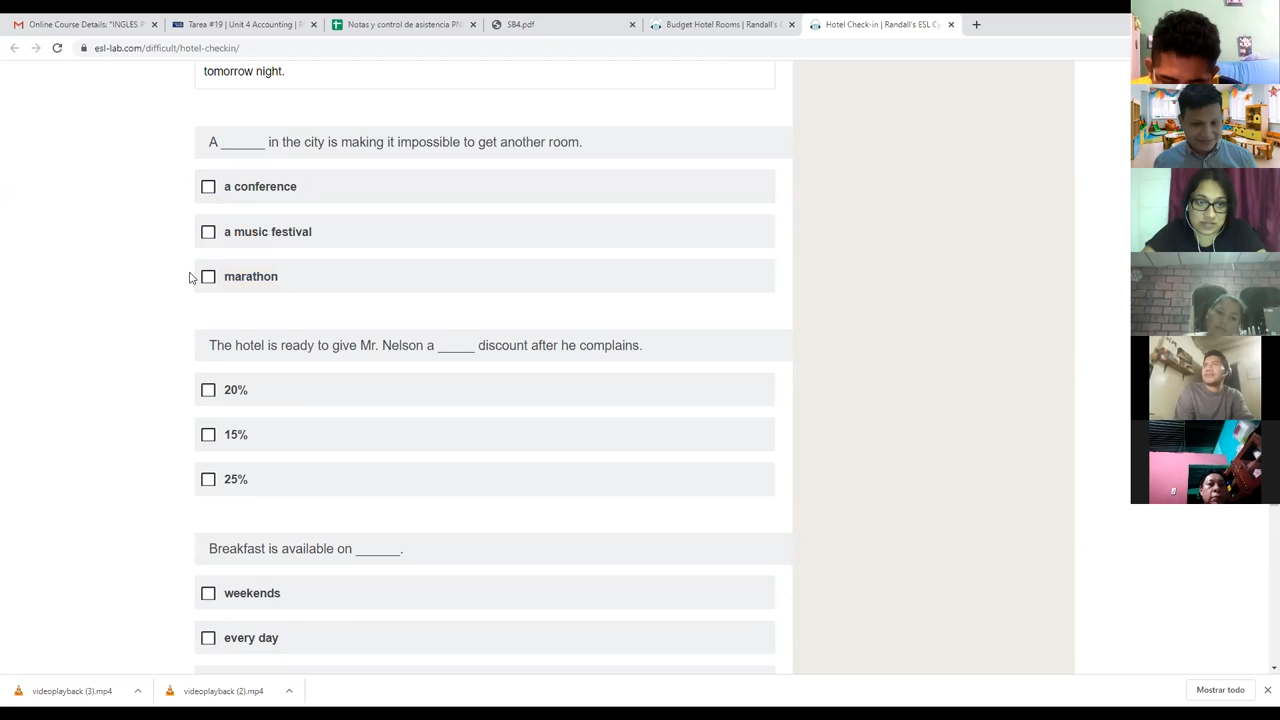 Online Course Details: "INGLES P
Tarea #19 | Unit 4 Accounting | P
Notas y control de asistencia PN
SB4.pdf
Budget Hotel Rooms | Randall's
Hotel Check-in | Randall's ESL Cy
esl-lab.com/difficult/hotel-checkin/
tomorrow night.
A ______ in the city is making it impossible to get another room.
a conference
a music festival
marathon
The hotel is ready to give Mr. Nelson a _____ discount after he complains.
20%
15%
25%
Breakfast is available on ______.
weekends
every day
videoplayback (3).mp4
videoplayback (2).mp4
Mostrar todo